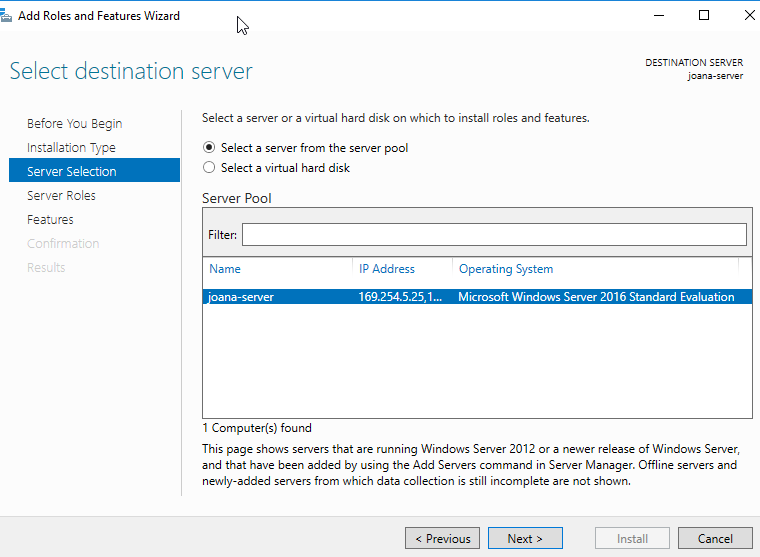 Add Roles and Features Wizard
Select destination server
DESTINATION SERVER
joana-server
Before You Begin
Installation Type
Server Selection
Server Roles
Features
Confirmation
Results
Select a server or a virtual hard disk on which to install roles and features.
Select a server from the server pool
Select a virtual hard disk
Server Pool
Filter:
Name IP Address Operating System
joana-server 169.254.5.25,1... Microsoft Windows Server 2016 Standard Evaluation
1 Computer(s) found
This page shows servers that are running Windows Server 2012 or a newer release of Windows Server,
and that have been added by using the Add Servers command in Server Manager. Offline servers and
newly-added servers from which data collection is still incomplete are not shown.
< Previous Next > Install Cancel